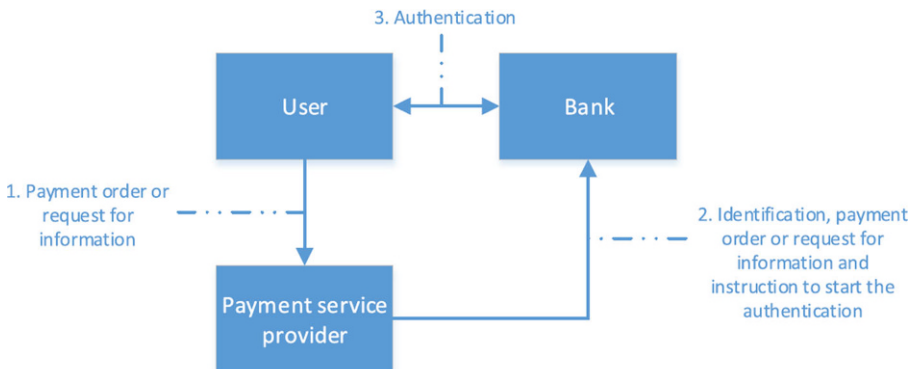 3. Authentication
User
Bank
1. Payment order or
request for
information
2. Identification, payment
order or request for
information and
instruction to start the
authentication
Payment service
provider